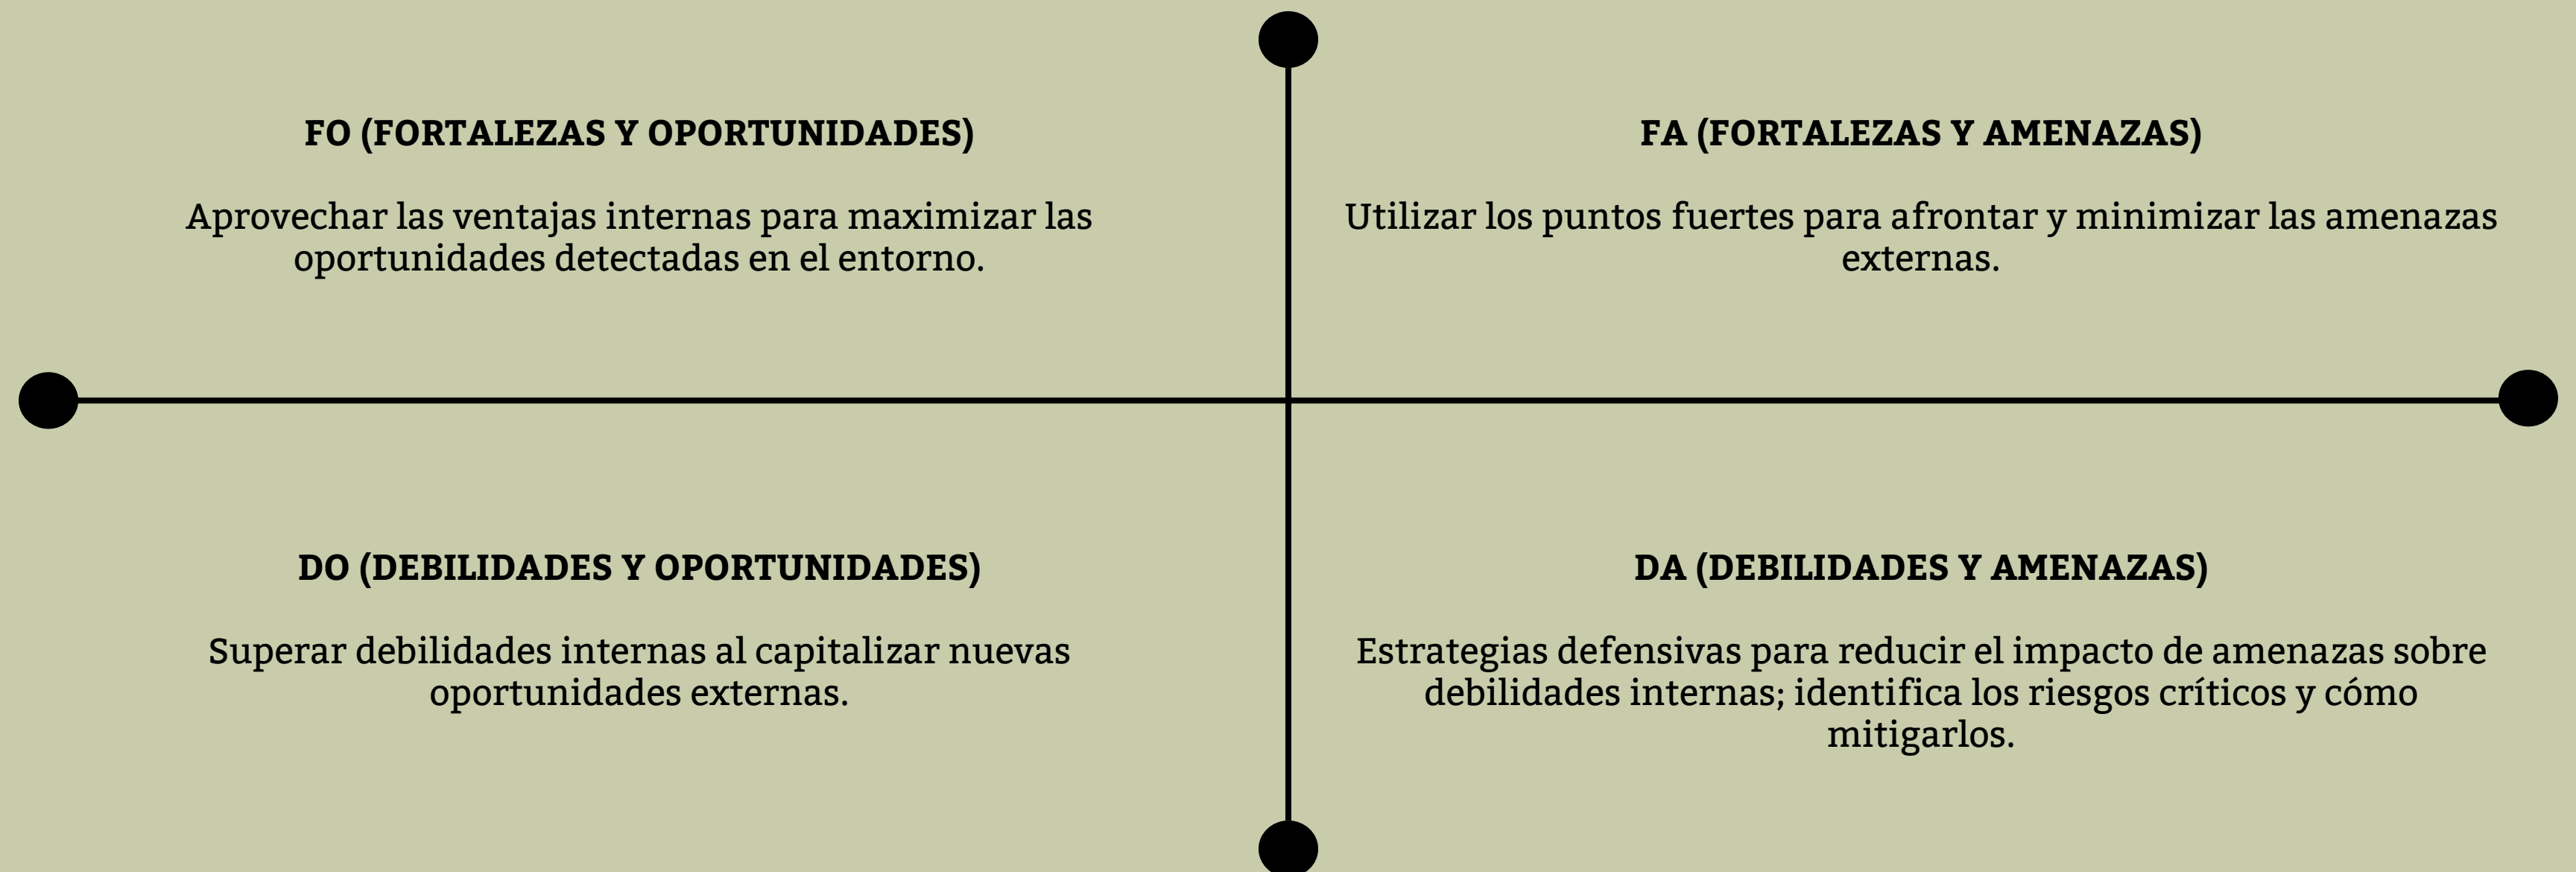 FO (FORTALEZAS Y OPORTUNIDADES)
Aprovechar las ventajas internas para maximizar las
oportunidades detectadas en el entorno.
FA (FORTALEZAS Y AMENAZAS)
Utilizar los puntos fuertes para afrontar y minimizar las amenazas
externas.
DO (DEBILIDADES Y OPORTUNIDADES)
Superar debilidades internas al capitalizar nuevas
oportunidades externas.
DA (DEBILIDADES Y AMENAZAS)
Estrategias defensivas para reducir el impacto de amenazas sobre
debilidades internas; identifica los riesgos críticos y cómo
mitigarlos.